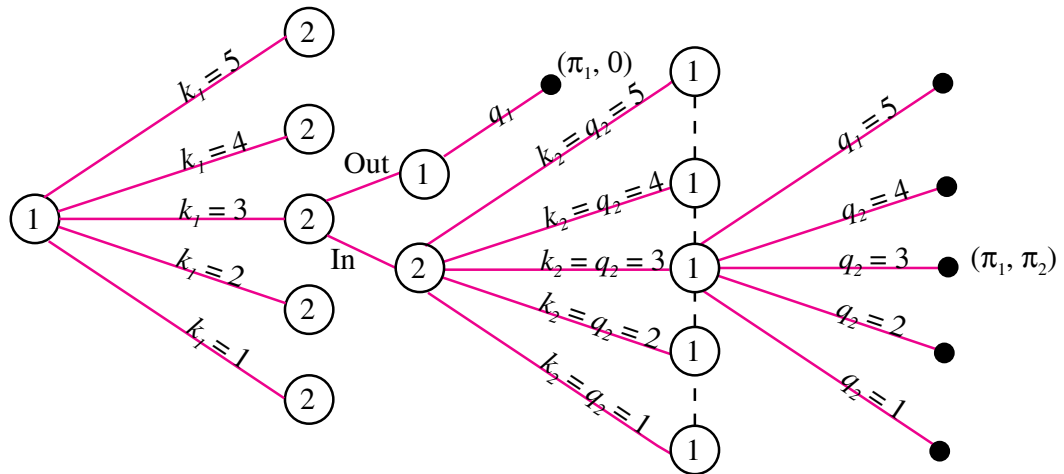 1
k₁ = 5
k₁ = 4
k₁ = 3
k₁ = 2
k₁ = 1
2
2
2
2
2
Out
In
1
q₁
(π₁, 0)
2
k₂ = q₂ = 5
k₂ = q₂ = 4
k₂ = q₂ = 3
k₂ = q₂ = 2
k₂ = q₂ = 1
1
1
1
1
1
q₁ = 5
q₂ = 4
q₂ = 3
q₂ = 2
q₂ = 1
(π₁, π₂)